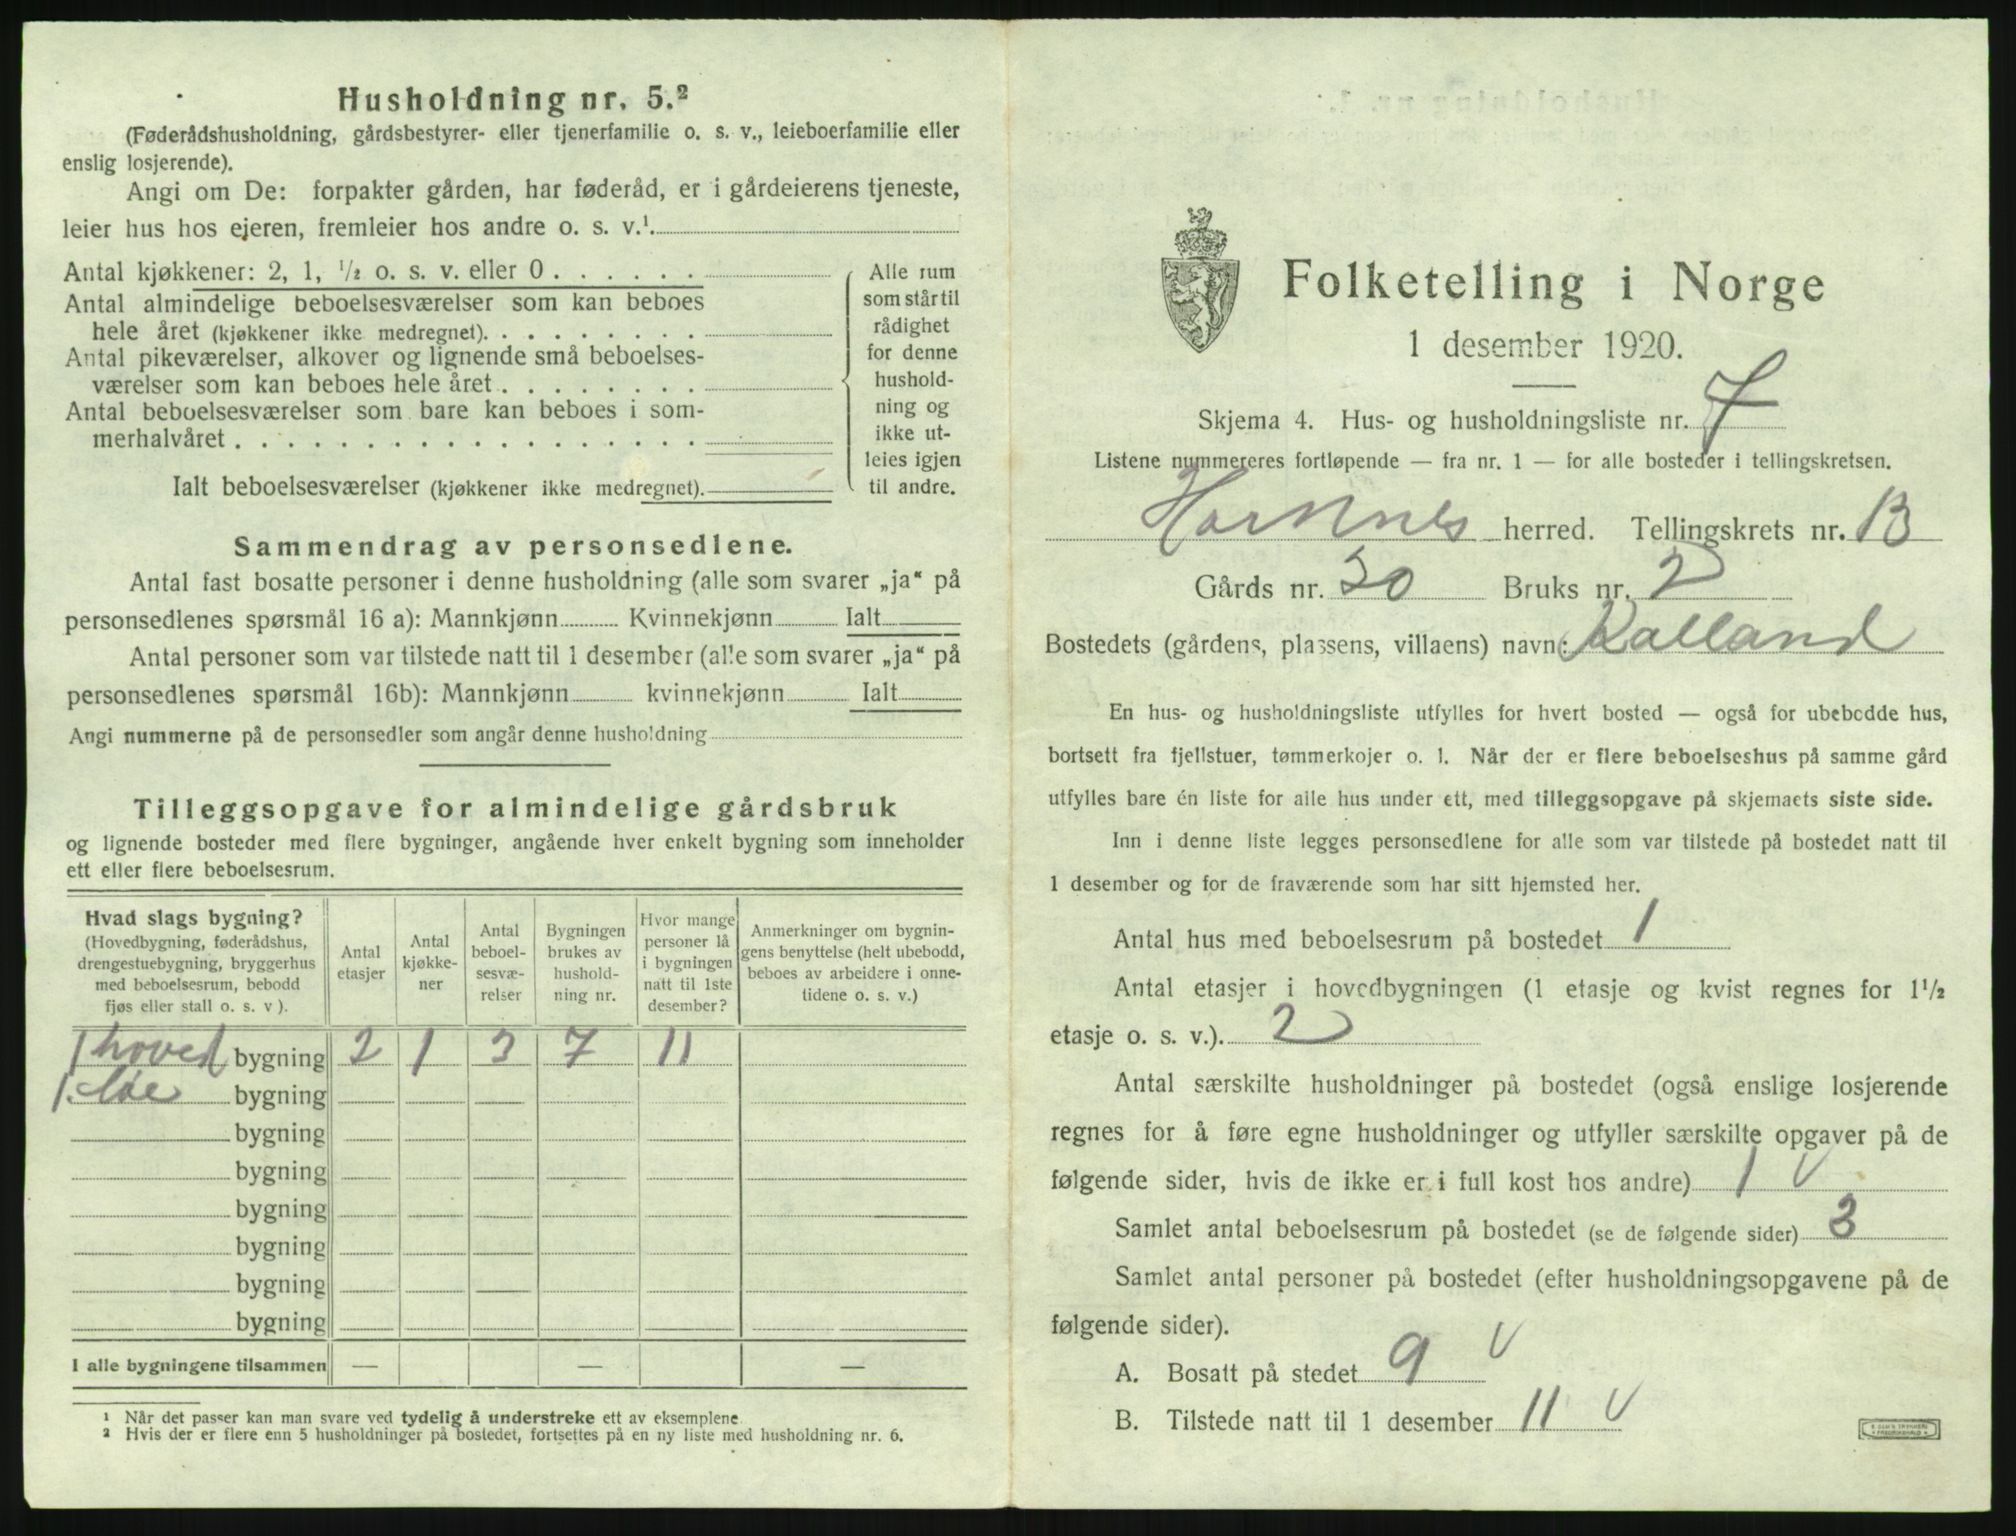 Husholdning nr. 5.²
(Føderådshusholdning, gårdsbestyrer- eller tjenerfamilie o. s. v., leieboerfamilie eller
enslig losjerende).
Angi om De: forpakter gården, har føderåd, er i gårdeierens tjeneste,
leier hus hos ejeren, fremleier hos andre o. s. v.¹.
Antal kjøkkener: 2, 1, ½ o. s. v. eller 0 . . . . . .
Antal almindelige beboelsesværelser som kan beboes
hele året (kjøkkener ikke medregnet). . . . . . . . .
Antal pikeværelser, alkover og lignende små beboelses-
værelser som kan beboes hele året . . . . . . . .
Antal beboelsesværelser som bare kan beboes i som-
merhalvåret . . . . . . . . . . . . . . . . . .
Ialt beboelsesværelser (kjøkkener ikke medregnet).
Alle rum
som står til
rådighet
for denne
hushold-
ning og
ikke ut-
leies igjen
til andre.
Sammendrag av personsedlene.
Antal fast bosatte personer i denne husholdning (alle som svarer „ja“ på
personsedlenes spørsmål 16 a): Mannkjønn Kvinnekjønn Ialt
Antal personer som var tilstede natt til 1 desember (alle som svarer „ja“ på
personsedlenes spørsmål 16b): Mannkjønn kvinnekjønn Ialt
Angi nummerne på de personsedler som angår denne husholdning
Tilleggsopgave for almindelige gårdsbruk
og lignende bosteder med flere bygninger, angående hver enkelt bygning som inneholder
ett eller flere beboelsesrum.
Hvad slags bygning?
(Hovedbygning, føderådshus,
drengestuebygning, bryggerhus
med beboelsesrum, bebodd
fjøs eller stall o. s. v ).
Antal
etasjer
Antal
kjøkke-
ner
Antal
beboel-
sesvæ-
relser
Bygningen
brukes av
hushold-
ning nr.
Hvor mange
personer lå
i bygningen
natt til 1ste
desember?
Anmerkninger om bygnin-
gens benyttelse (helt ubebodd,
beboes av arbeidere i onne-
tidene o. s. v.)
1 hoved bygning 2 1 3 7 11
1. løe bygning
bygning
bygning
bygning
bygning
bygning
bygning
I alle bygningene tilsammen — — —
¹ Når det passer kan man svare ved tydelig å understreke ett av eksemplene
² Hvis der er flere enn 5 husholdninger på bostedet, fortsettes på en ny liste med husholdning nr. 6.
Folketelling i Norge
1 desember 1920.
Skjema 4. Hus- og husholdningsliste nr. 7
Listene nummereres fortløpende — fra nr. 1 — for alle bosteder i tellingskretsen.
Hornnes herred. Tellingskrets nr. 13
Gårds nr. 30 Bruks nr. 2
Bostedets (gårdens, plassens, villaens) navn: Kalland
En hus- og husholdningsliste utfylles for hvert bosted — også for ubebodde hus,
bortsett fra fjellstuer, tømmerkojer o. l. Når der er flere beboelseshus på samme gård
utfylles bare én liste for alle hus under ett, med tilleggsopgave på skjemaets siste side.
Inn i denne liste legges personsedlene for alle som var tilstede på bostedet natt til
1 desember og for de fraværende som har sitt hjemsted her.
Antal hus med beboelsesrum på bostedet 1
Antal etasjer i hovedbygningen (1 etasje og kvist regnes for 1½
etasje o. s. v.). 2
Antal særskilte husholdninger på bostedet (også enslige losjerende
regnes for å føre egne husholdninger og utfyller særskilte opgaver på de
følgende sider, hvis de ikke er i full kost hos andre) 1 V
Samlet antal beboelsesrum på bostedet (se de følgende sider) 3
Samlet antal personer på bostedet (efter husholdningsopgavene på de
følgende sider).
A. Bosatt på stedet 9 V
B. Tilstede natt til 1 desember 11 V